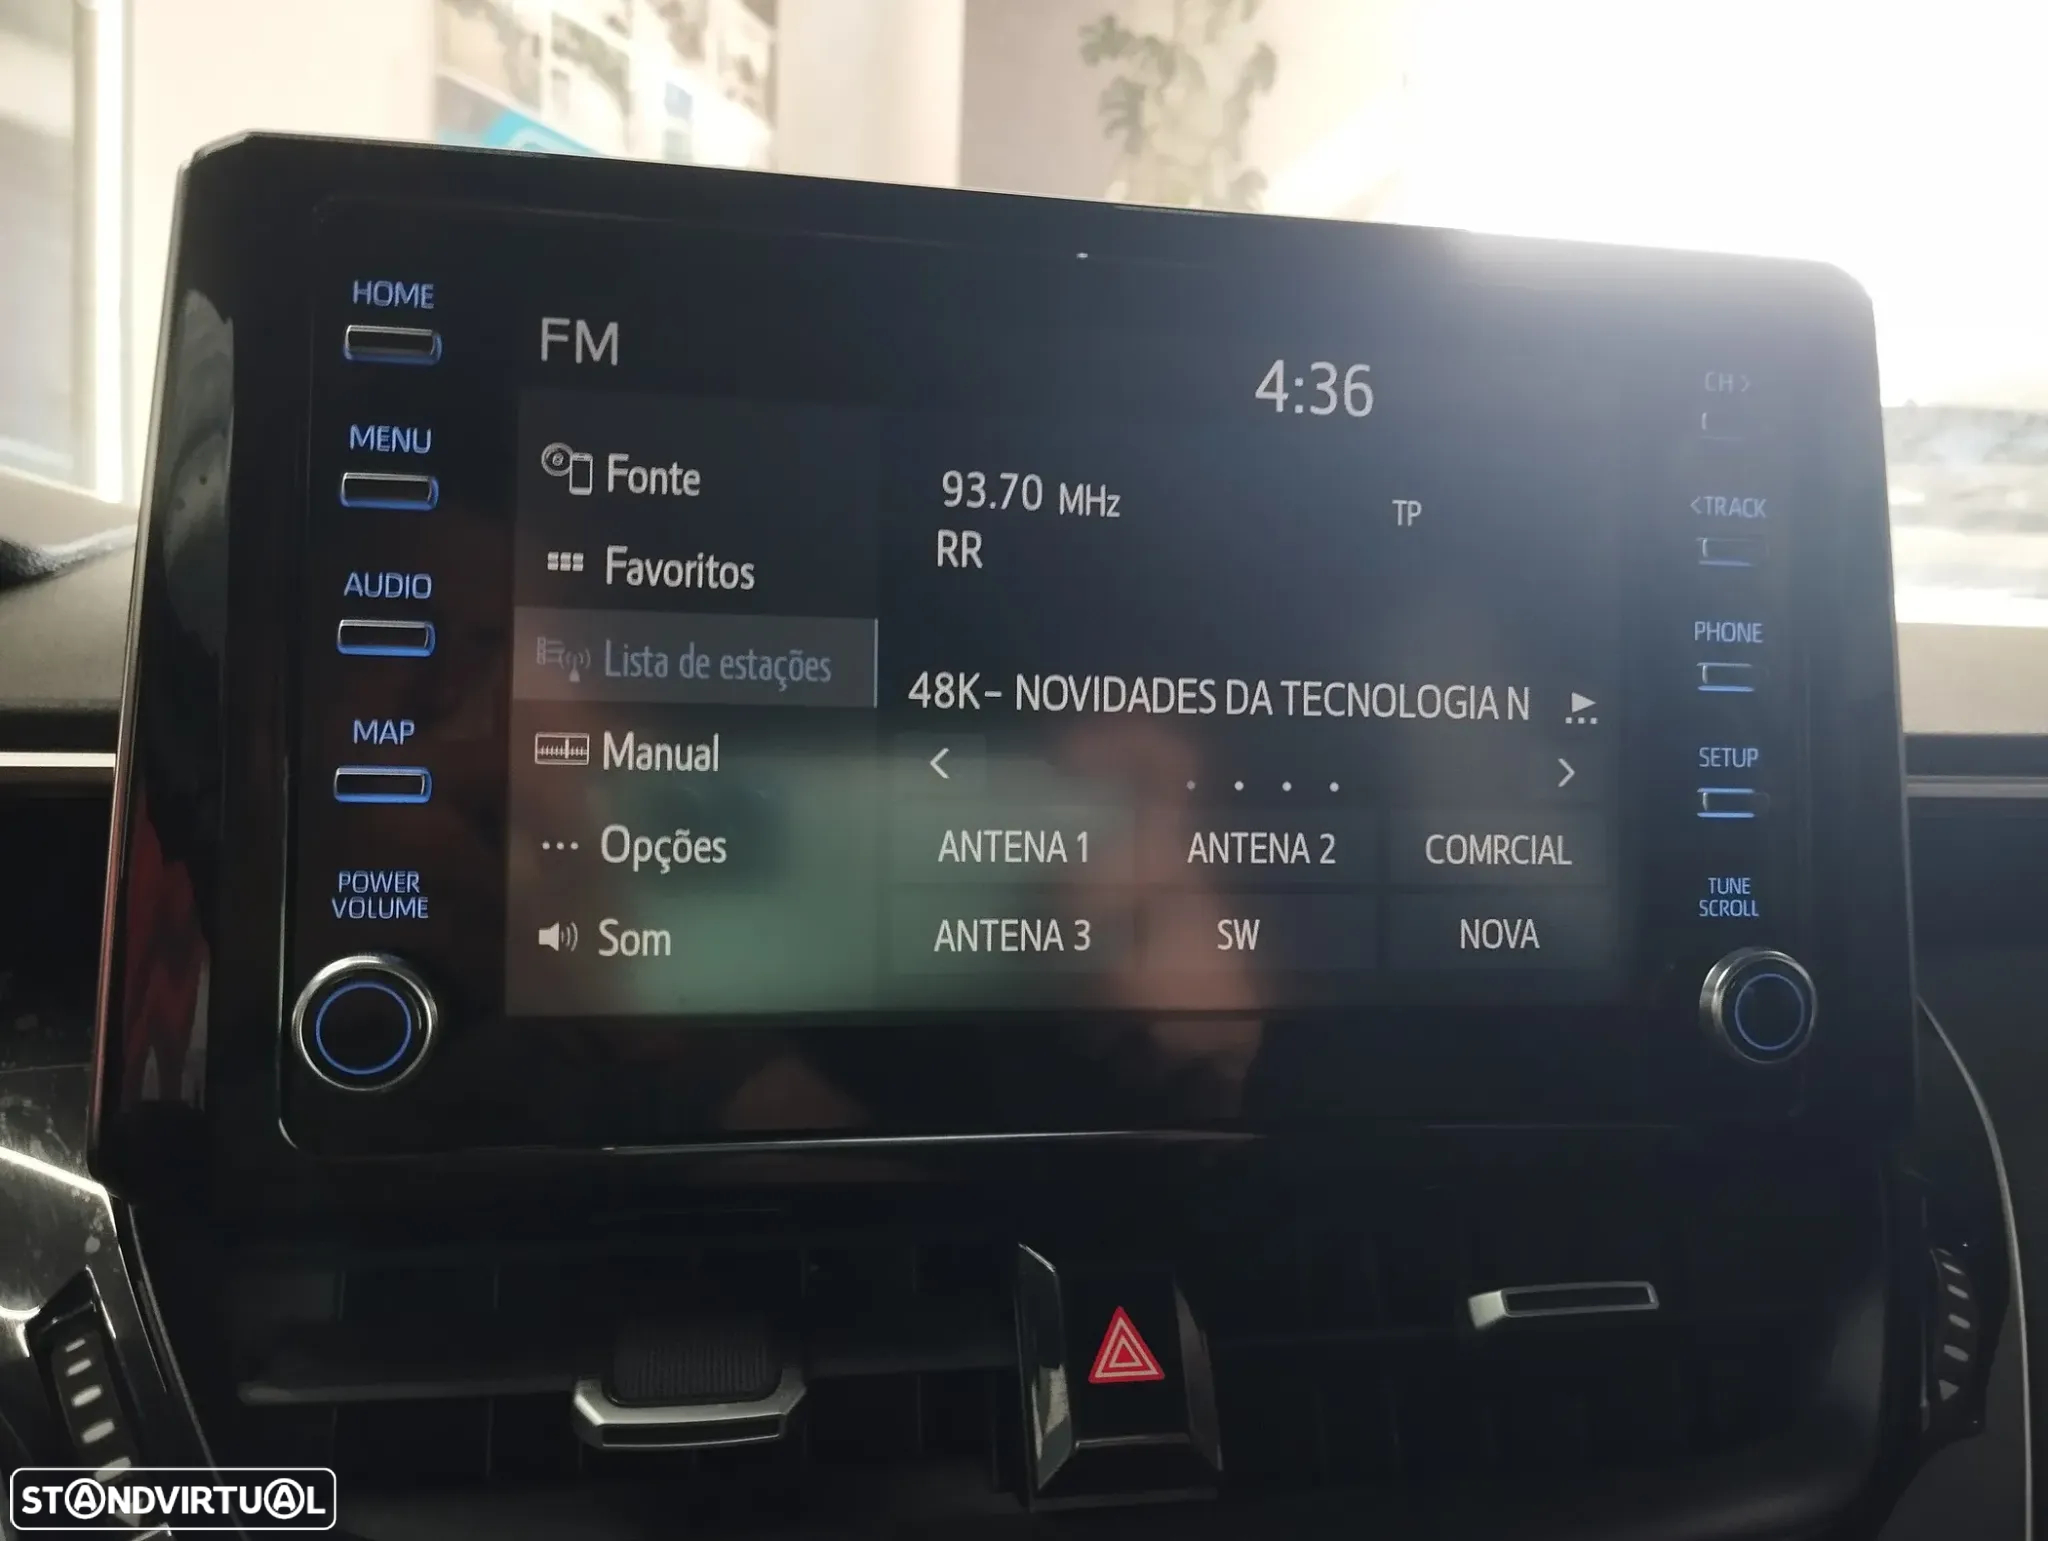 HOME
FM
4:36
CH >
MENU
Fonte
93.70 MHz
TP
<TRACK
RR
AUDIO
Favoritos
PHONE
Lista de estações
48K- NOVIDADES DA TECNOLOGIA N
MAP
Manual
SETUP
Opções
ANTENA 1
ANTENA 2
COMRCIAL
POWER
VOLUME
TUNE
SCROLL
Som
ANTENA 3
SW
NOVA
STANDVIRTUAL